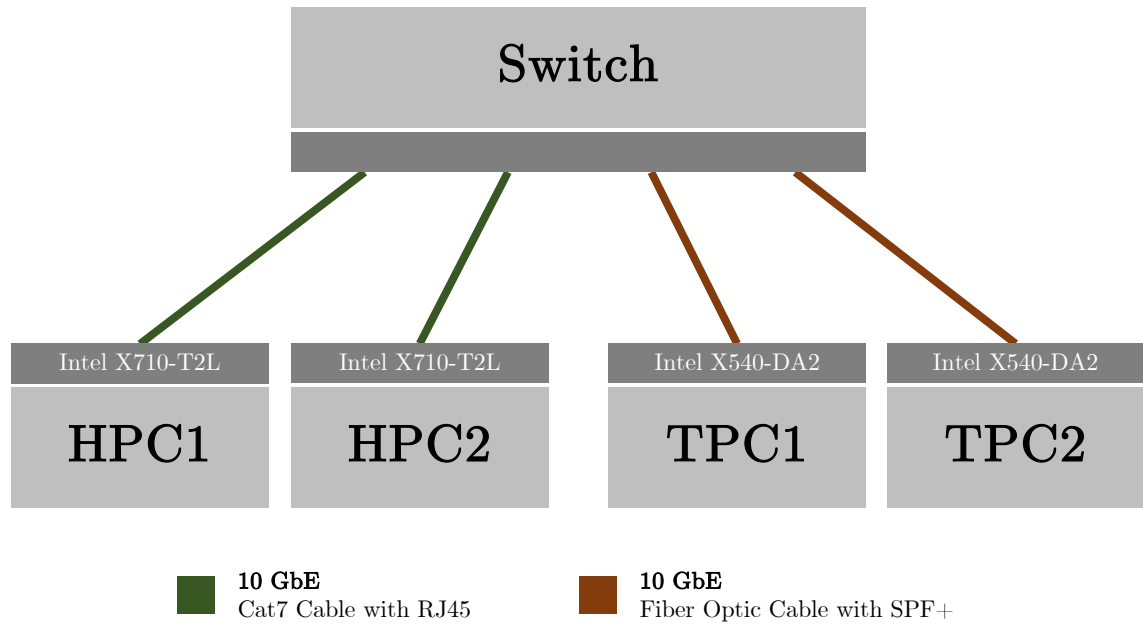 Switch
Intel X710-T2L
Intel X710-T2L
Intel X540-DA2
Intel X540-DA2
HPC1
HPC2
TPC1
TPC2
10 GbE
Cat7 Cable with RJ45
10 GbE
Fiber Optic Cable with SPF+